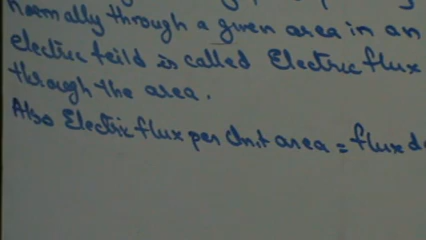 normally through a given area in an
electric feild is called Electric flux
through the area.
Also Electric flux per Unit area = flux